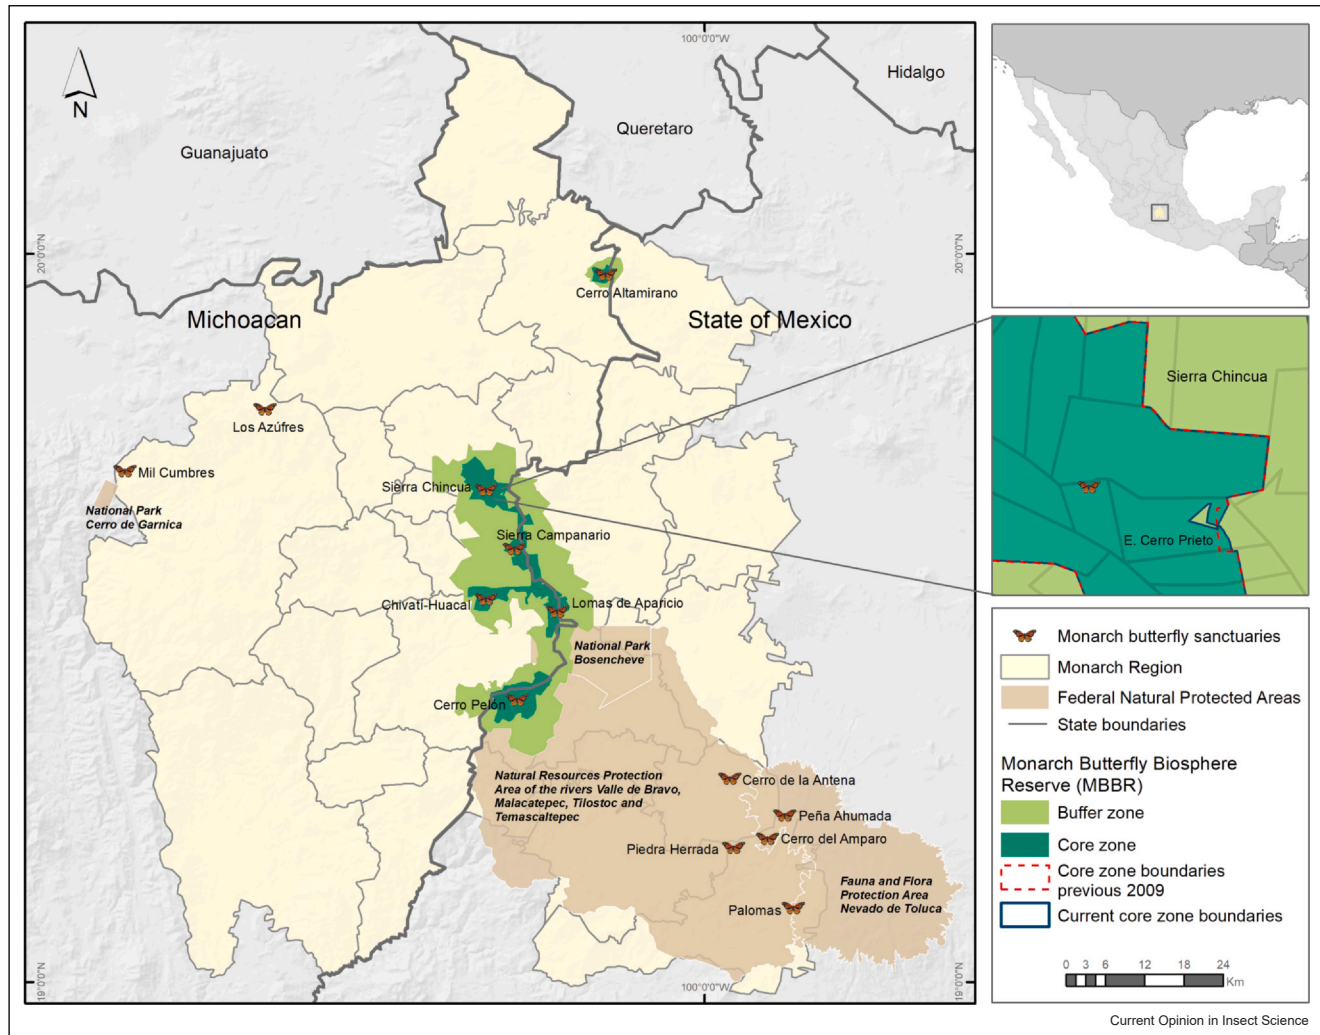 N
100°0'0"W
Hidalgo
Queretaro
Guanajuato
20°0'0"N
20°0'0"N
Cerro Altamirano
Michoacan
State of Mexico
Los Azúfres
Mil Cumbres
National Park
Cerro de Garnica
Sierra Chincua
Sierra Campanario
Chivati-Huacal
Lomas de Aparicio
National Park
Bosencheve
Cerro Pelón
Natural Resources Protection
Area of the rivers Valle de Bravo,
Malacatepec, Tilostoc and
Temascaltepec
Cerro de la Antena
Peña Ahumada
Cerro del Amparo
Piedra Herrada
Fauna and Flora
Protection Area
Nevado de Toluca
Palomas
19°0'0"N
19°0'0"N
100°0'0"W
Sierra Chincua
E. Cerro Prieto
Monarch butterfly sanctuaries
Monarch Region
Federal Natural Protected Areas
State boundaries
Monarch Butterfly Biosphere
Reserve (MBBR)
Buffer zone
Core zone
Core zone boundaries
previous 2009
Current core zone boundaries
0 3 6 12 18 24
Km
Current Opinion in Insect Science